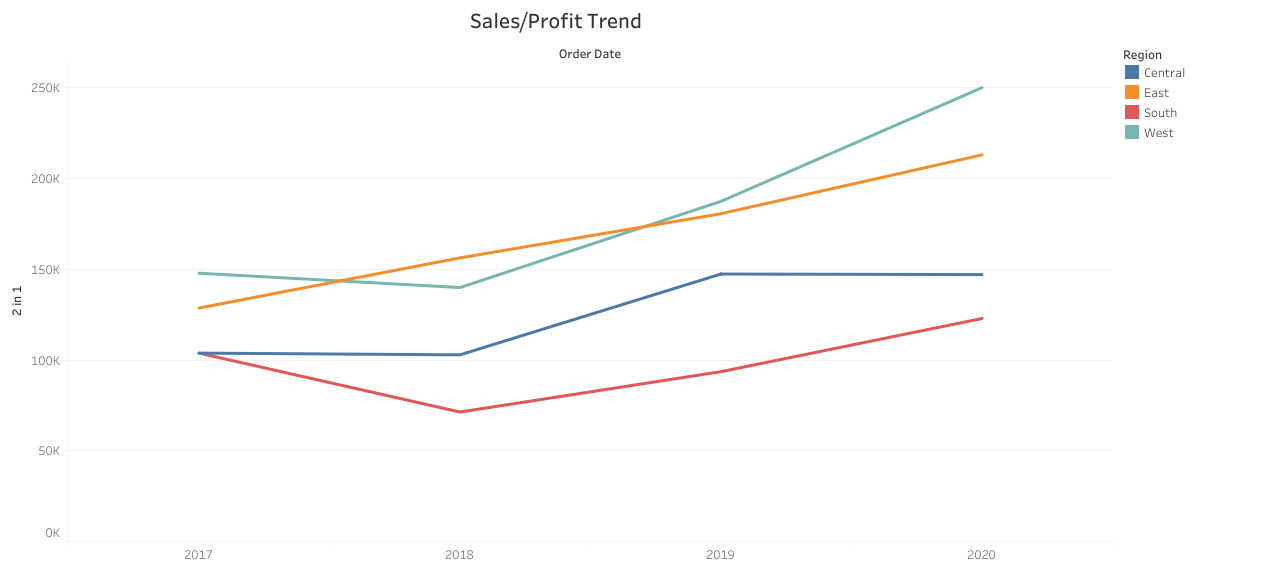 Sales/Profit Trend
Order Date
Region
Central
East
South
West
2 in 1
250K
200K
150K
100K
50K
0K
2017
2018
2019
2020